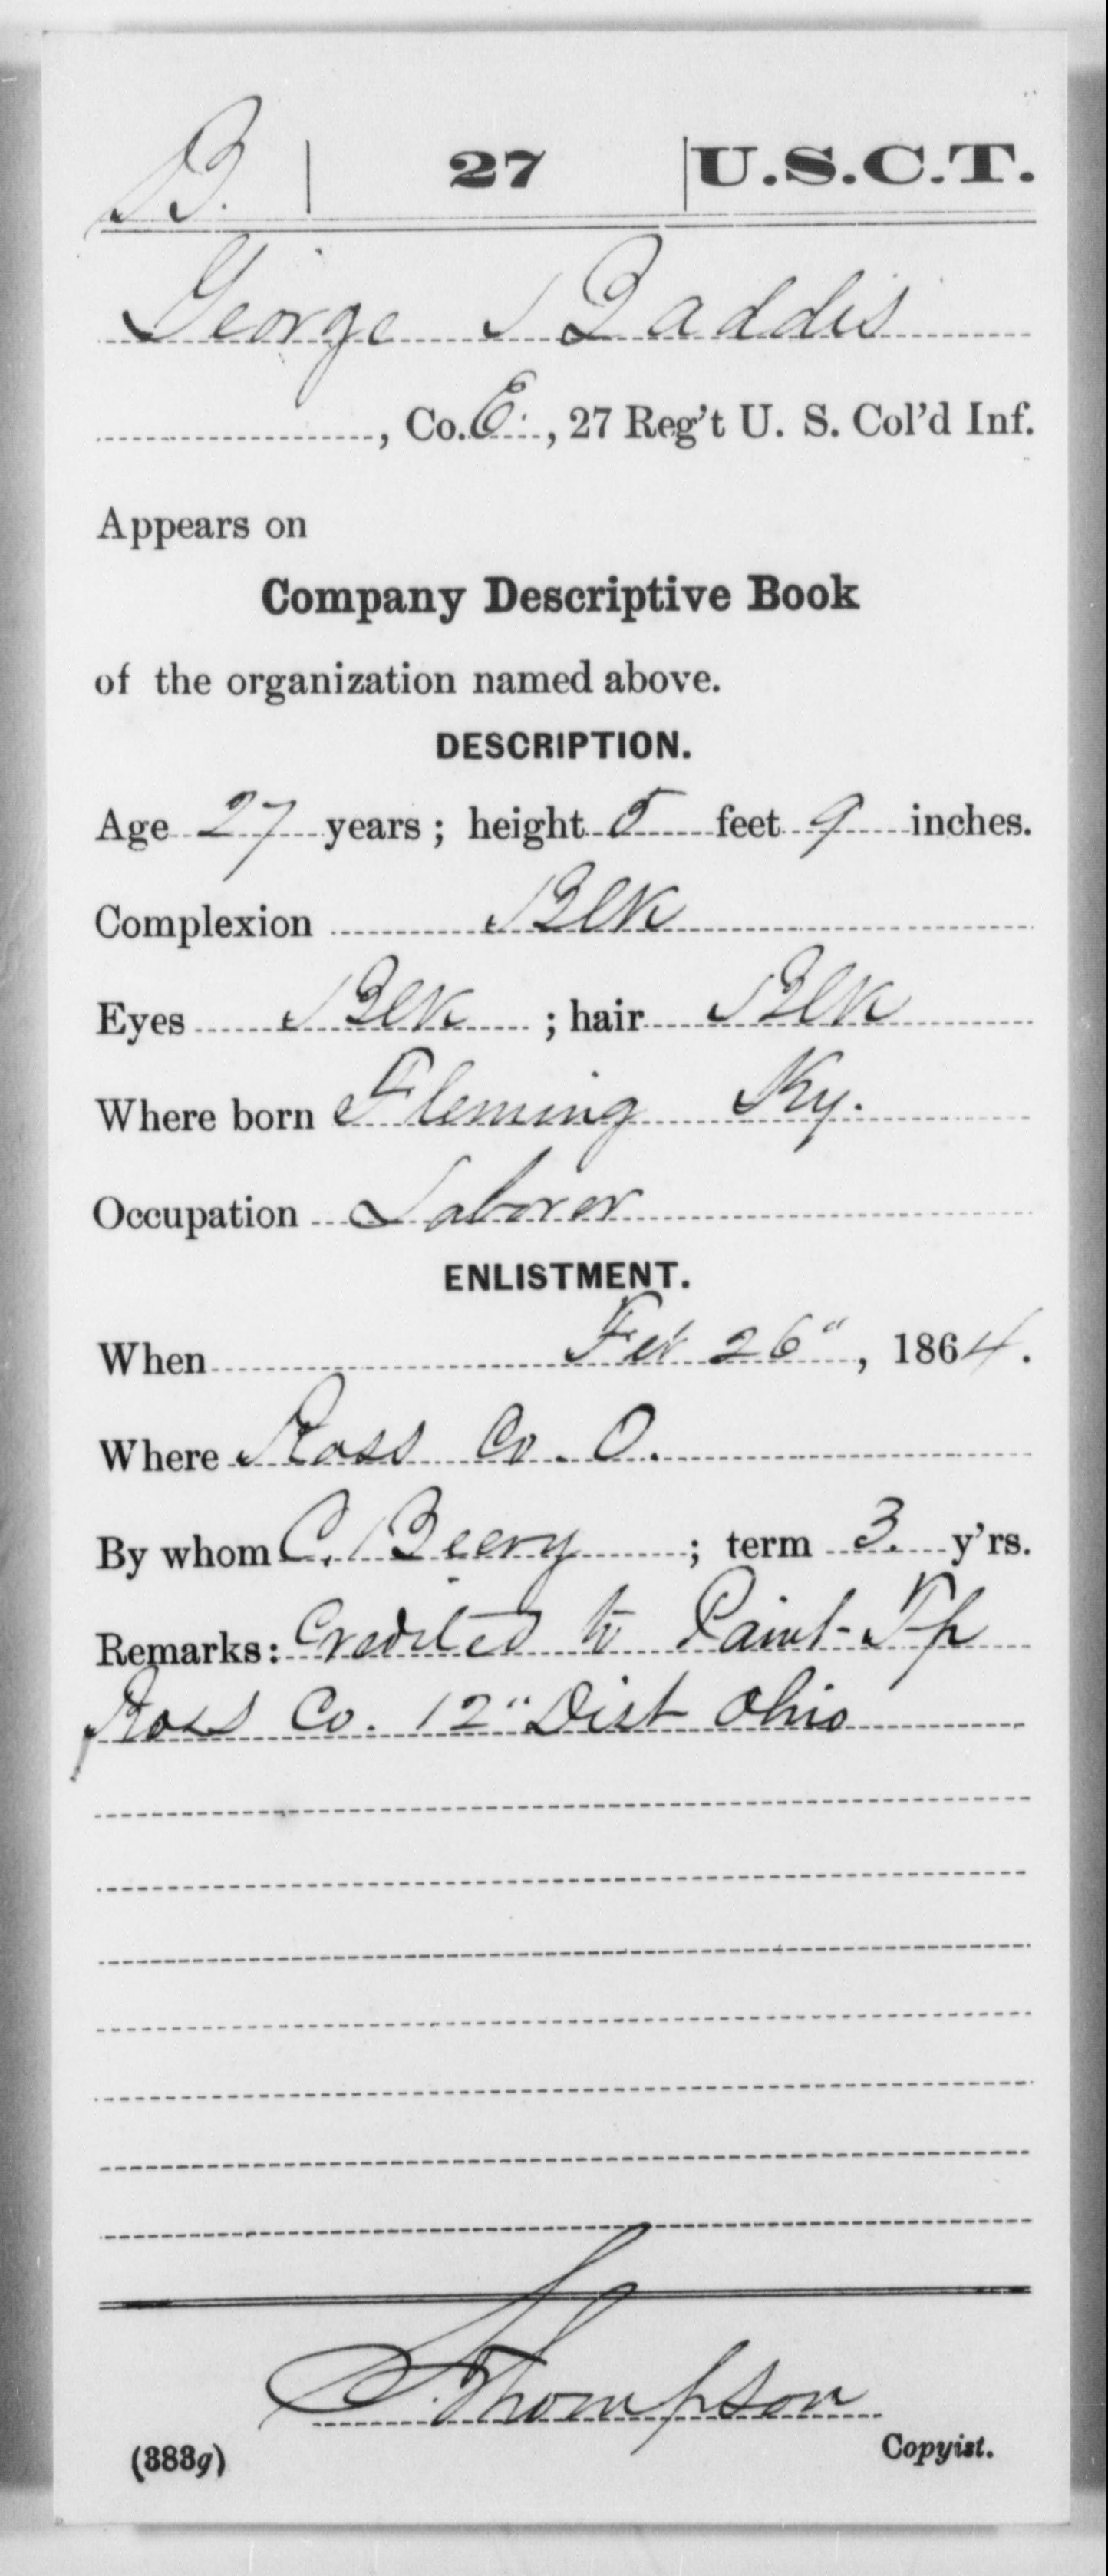 B. 27 U.S.C.T.
George Baddis
, Co. E., 27 Reg't U. S. Col'd Inf.
Appears on
Company Descriptive Book
of the organization named above.
DESCRIPTION.
Age 27 years; height 5 feet 9 inches.
Complexion Blk
Eyes Blk; hair Blk
Where born Fleming Ky.
Occupation Laborer
ENLISTMENT.
When Feb 26", 1864.
Where Ross Co. O.
By whom C. Beery; term 3. y'rs.
Remarks: Credited to Paint-Tp
Ross Co. 12" Dist Ohio
Thompson
(383g) Copyist.